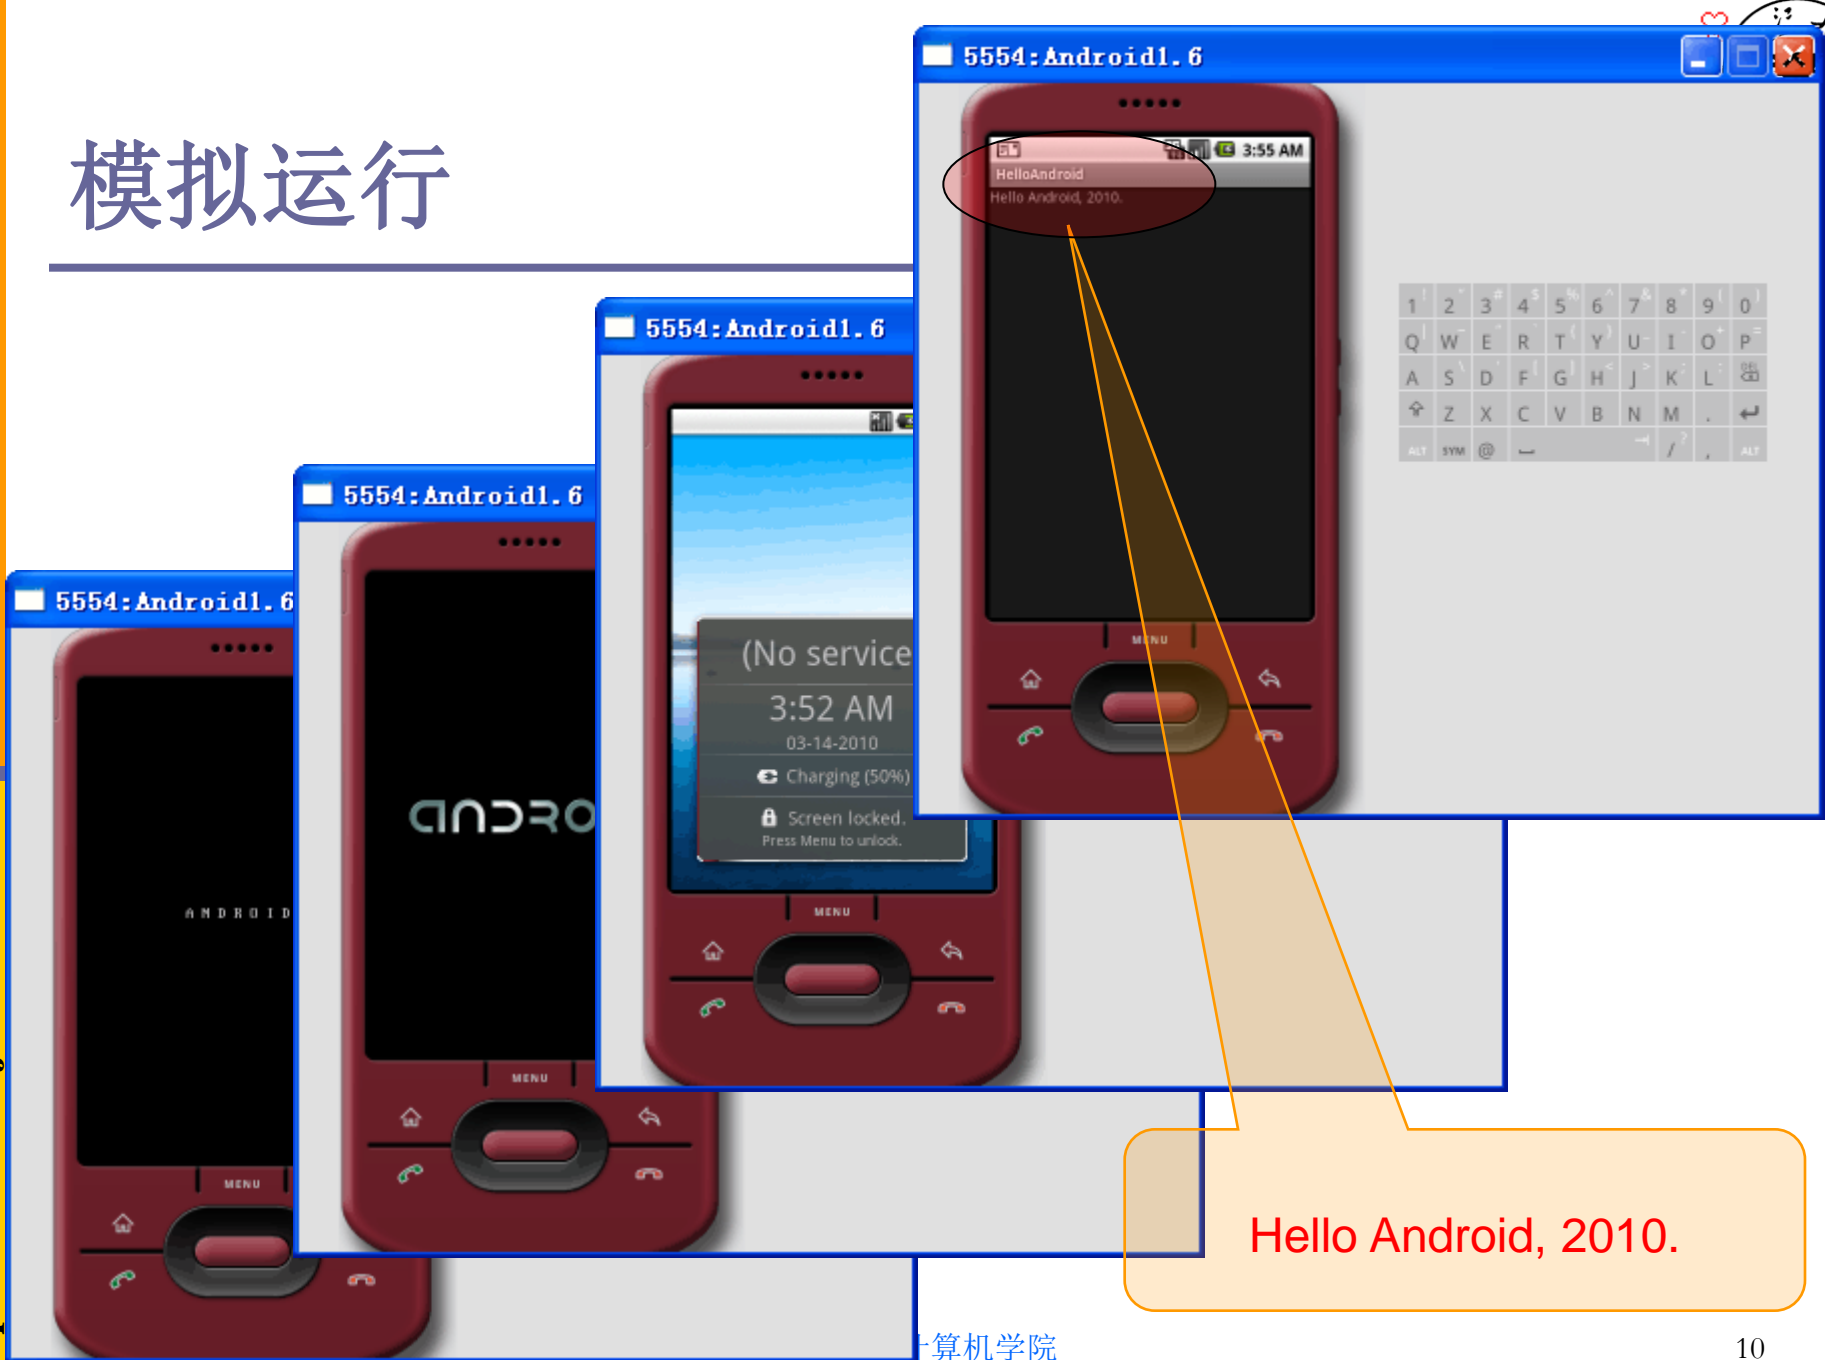 模拟运行
5554:Android1.6
3:55 AM
HelloAndroid
Hello Android, 2010.
MENU
1 ! 2 " 3 # 4 $ 5 % 6 ^ 7 & 8 * 9 ( 0 )
Q W E R T Y U I O P
A S D F G H J K L DEL
Z X C V B N M .
ALT SYM @ / ? , ALT
5554:Android1.6
(No service
3:52 AM
03-14-2010
Charging (50%)
Screen locked.
Press Menu to unlock.
MENU
5554:Android1.6
ANDRO
MENU
5554:Android1.6
ANDROID
MENU
Hello Android, 2010.
算机学院
10